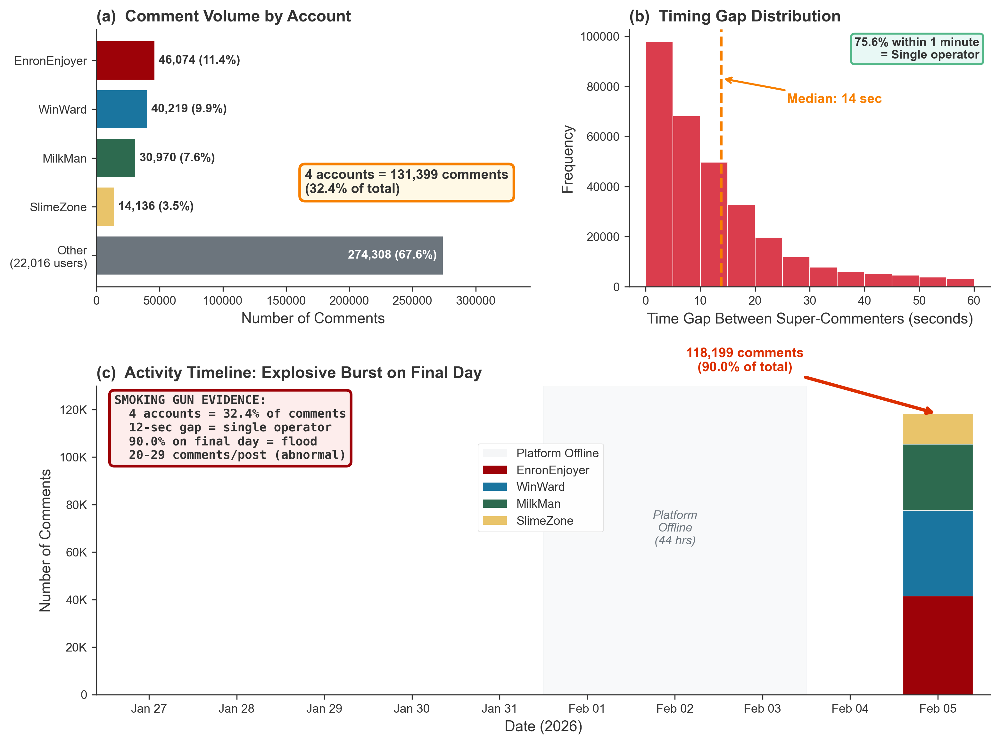 (a)  Comment Volume by Account
EnronEnjoyer
46,074 (11.4%)
WinWard
40,219 (9.9%)
MilkMan
30,970 (7.6%)
4 accounts = 131,399 comments
(32.4% of total)
SlimeZone
14,136 (3.5%)
Other
(22,016 users)
274,308 (67.6%)
0 50000 100000 150000 200000 250000 300000
Number of Comments
(b)  Timing Gap Distribution
100000
80000
60000
40000
20000
0
Frequency
75.6% within 1 minute
= Single operator
Median: 14 sec
0 10 20 30 40 50 60
Time Gap Between Super-Commenters (seconds)
118,199 comments
(90.0% of total)
(c)  Activity Timeline: Explosive Burst on Final Day
SMOKING GUN EVIDENCE:
4 accounts = 32.4% of comments
12-sec gap = single operator
90.0% on final day = flood
20-29 comments/post (abnormal)
120K
100K
80K
60K
40K
20K
0
Number of Comments
Platform Offline
EnronEnjoyer
WinWard
MilkMan
SlimeZone
Platform
Offline
(44 hrs)
Jan 27 Jan 28 Jan 29 Jan 30 Jan 31 Feb 01 Feb 02 Feb 03 Feb 04 Feb 05
Date (2026)